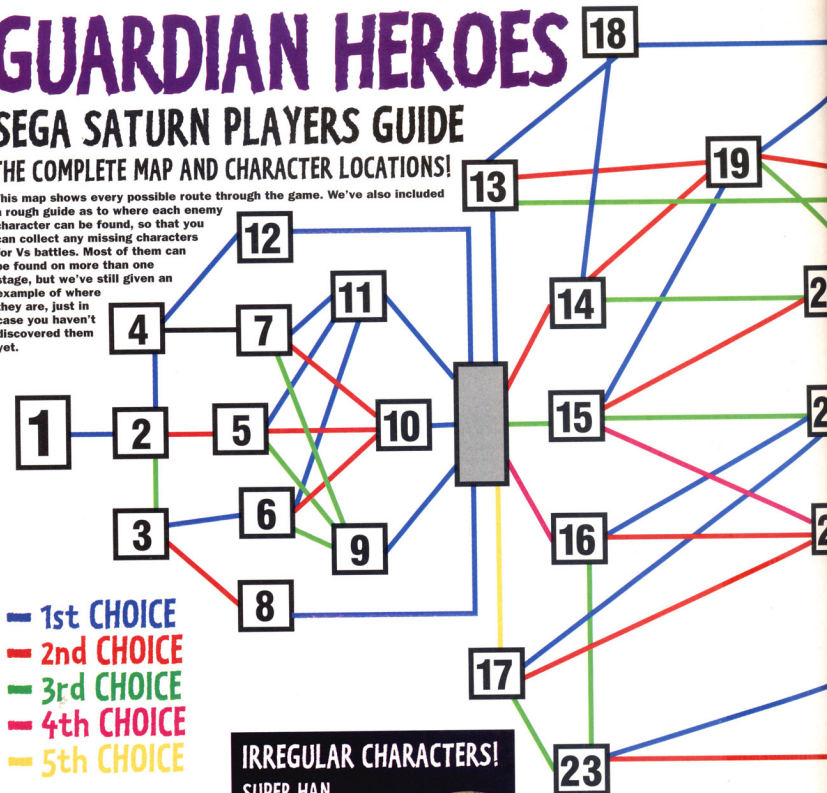 GUARDIAN HEROES
SEGA SATURN PLAYERS GUIDE
THE COMPLETE MAP AND CHARACTER LOCATIONS!
This map shows every possible route through the game. We've also included
a rough guide as to where each enemy
character can be found, so that you
can collect any missing characters
for Vs battles. Most of them can
be found on more than one
stage, but we've still given an
example of where
they are, just in
case you haven't
discovered them
yet.
18
19
13
12
11
14
4
7
1
2
5
10
15
3
6
9
16
8
17
23
2
2
2
1st CHOICE
2nd CHOICE
3rd CHOICE
4th CHOICE
5th CHOICE
IRREGULAR CHARACTERS!
SUPER HAN